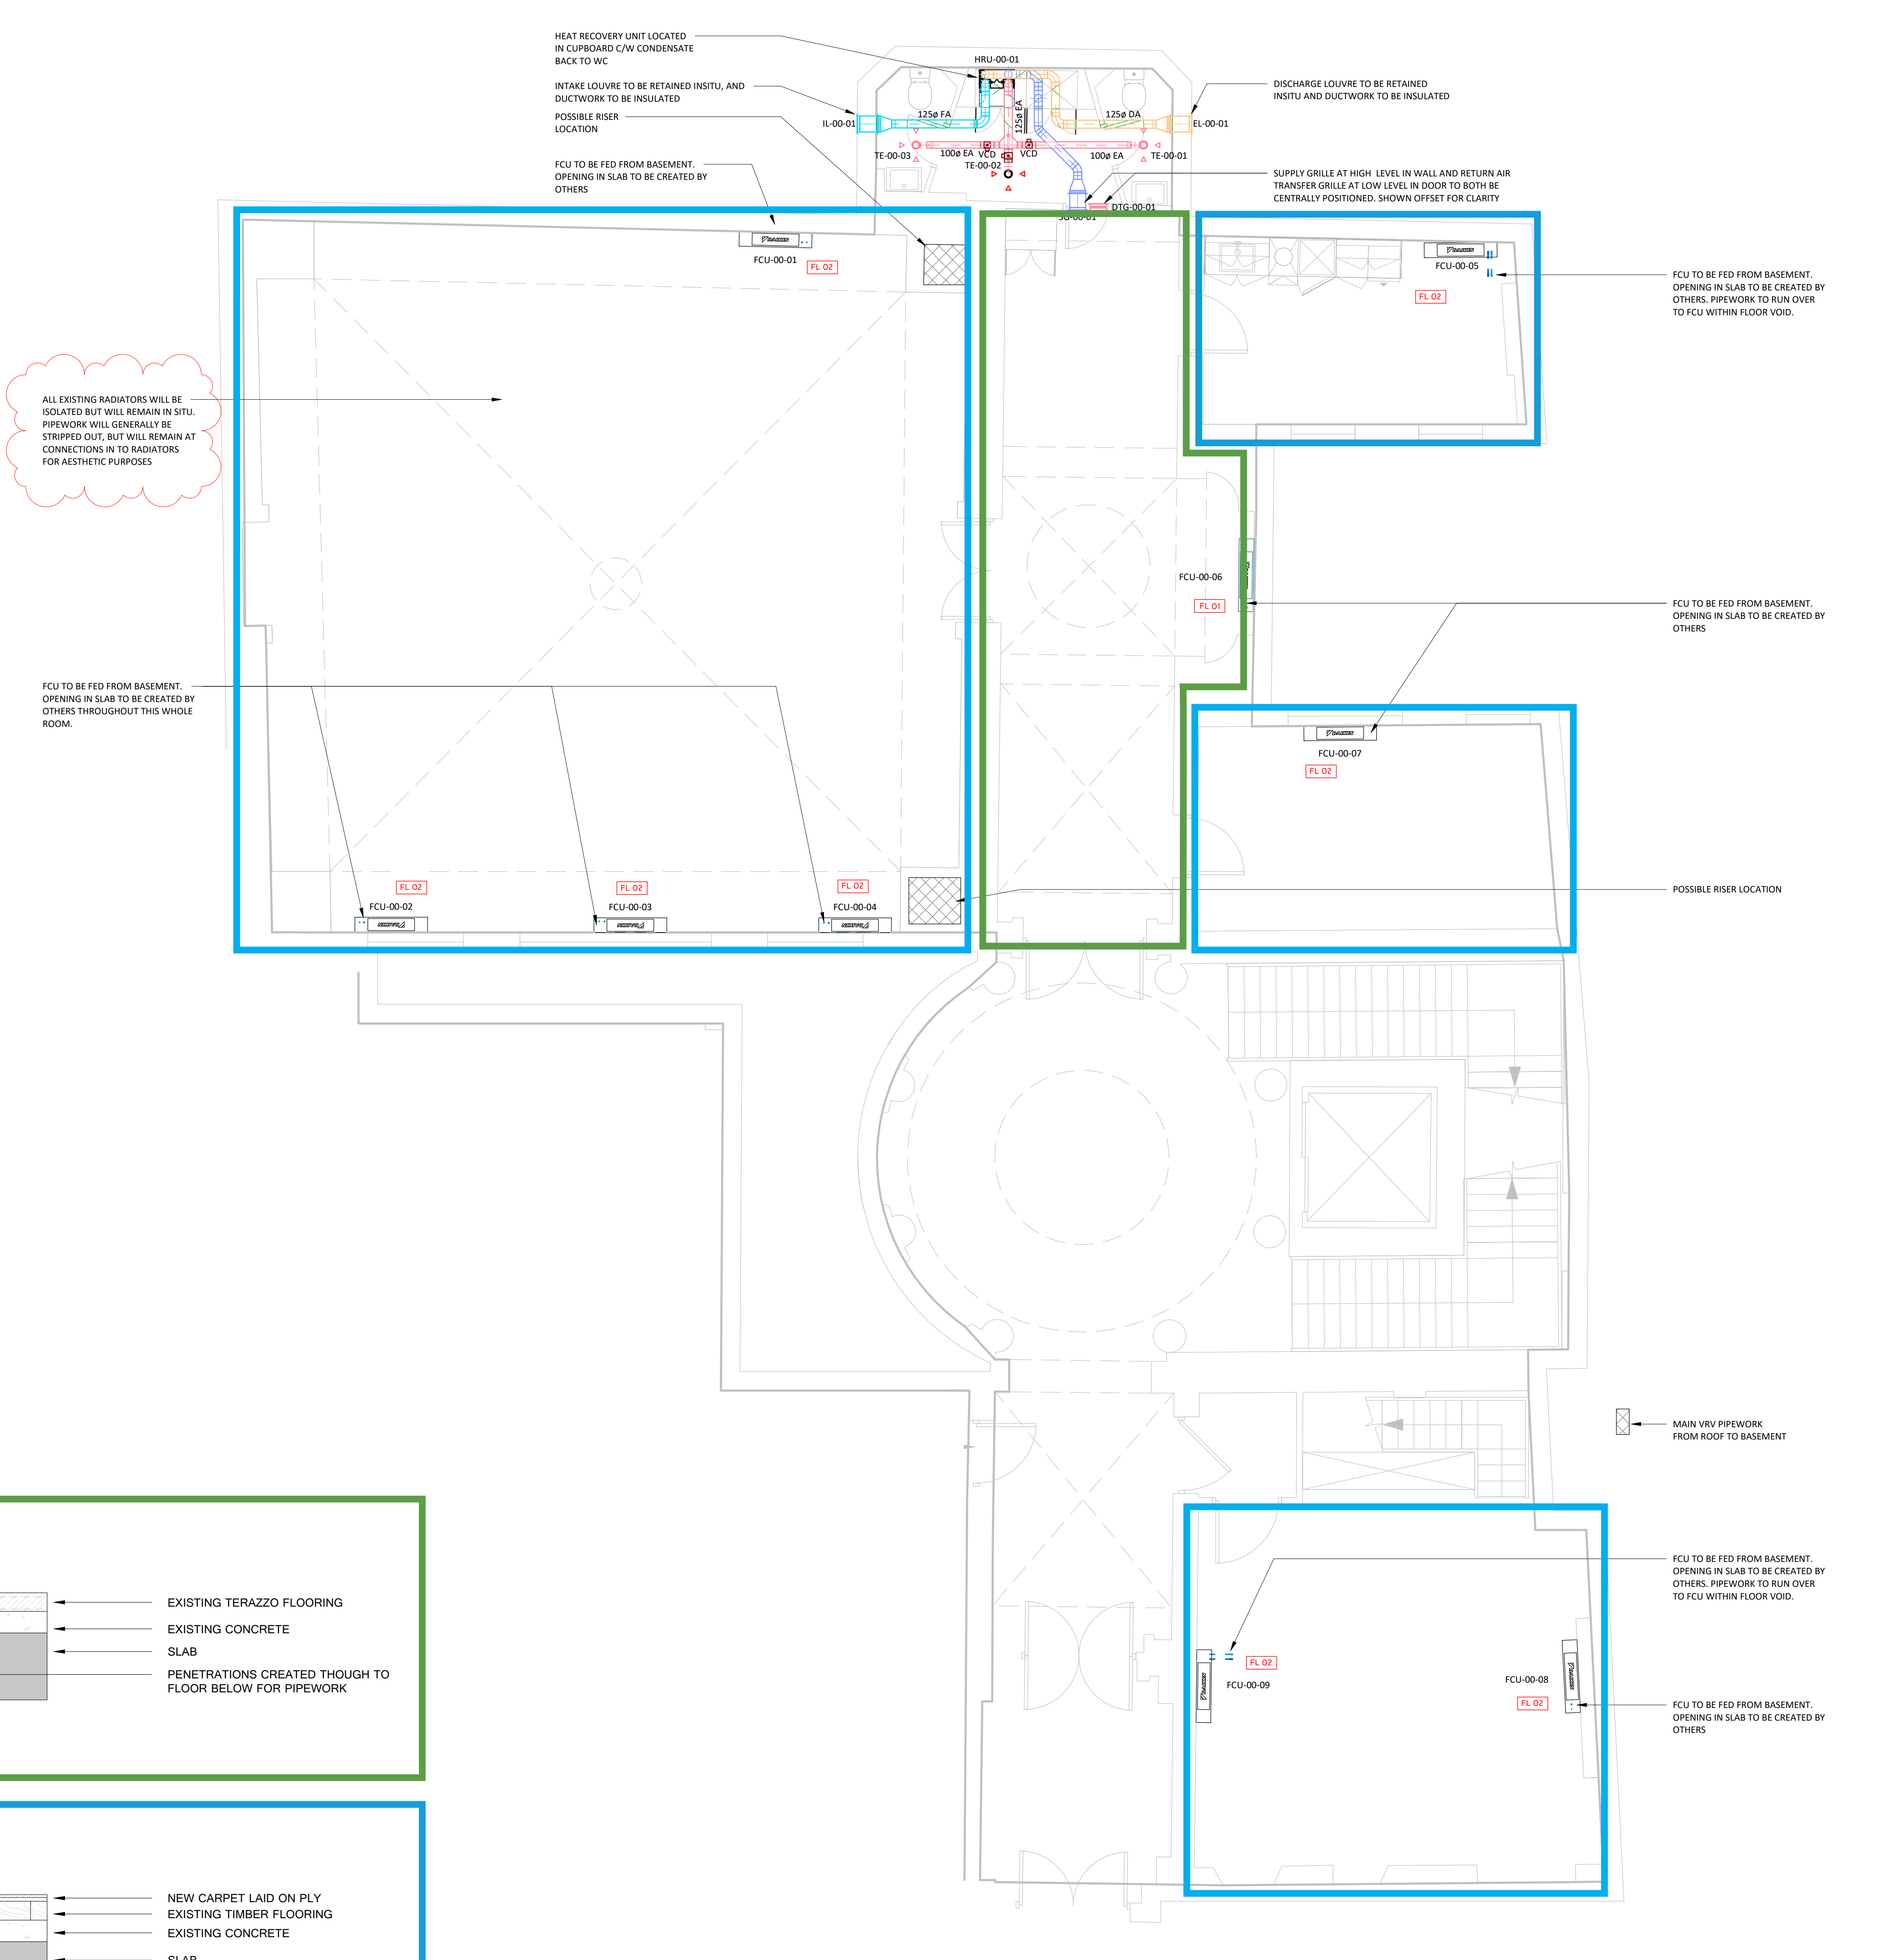 HEAT RECOVERY UNIT LOCATED
IN CUPBOARD C/W CONDENSATE
BACK TO WC
HRU-00-01
INTAKE LOUVRE TO BE RETAINED INSITU, AND
DUCTWORK TO BE INSULATED
DISCHARGE LOUVRE TO BE RETAINED
INSITU AND DUCTWORK TO BE INSULATED
POSSIBLE RISER
LOCATION
IL-00-01
125ø FA
125ø EA
125ø DA
EL-00-01
TE-00-03
100ø EA
VCD
VCD
TE-00-02
100ø EA
TE-00-01
FCU TO BE FED FROM BASEMENT.
OPENING IN SLAB TO BE CREATED BY
OTHERS
SUPPLY GRILLE AT HIGH LEVEL IN WALL AND RETURN AIR
TRANSFER GRILLE AT LOW LEVEL IN DOOR TO BOTH BE
CENTRALLY POSITIONED. SHOWN OFFSET FOR CLARITY
DTG-00-01
SG-00-01
DAIKIN
FCU-00-01
FL 02
DAIKIN
FCU-00-05
FL 02
FCU TO BE FED FROM BASEMENT.
OPENING IN SLAB TO BE CREATED BY
OTHERS. PIPEWORK TO RUN OVER
TO FCU WITHIN FLOOR VOID.
ALL EXISTING RADIATORS WILL BE
ISOLATED BUT WILL REMAIN IN SITU.
PIPEWORK WILL GENERALLY BE
STRIPPED OUT, BUT WILL REMAIN AT
CONNECTIONS IN TO RADIATORS
FOR AESTHETIC PURPOSES
FCU-00-06
FL 01
FCU TO BE FED FROM BASEMENT.
OPENING IN SLAB TO BE CREATED BY
OTHERS
FCU TO BE FED FROM BASEMENT.
OPENING IN SLAB TO BE CREATED BY
OTHERS THROUGHOUT THIS WHOLE
ROOM.
DAIKIN
FCU-00-07
FL 02
FL 02
FCU-00-02
DAIKIN
FL 02
FCU-00-03
DAIKIN
FL 02
FCU-00-04
DAIKIN
POSSIBLE RISER LOCATION
MAIN VRV PIPEWORK
FROM ROOF TO BASEMENT
FCU TO BE FED FROM BASEMENT.
OPENING IN SLAB TO BE CREATED BY
OTHERS. PIPEWORK TO RUN OVER
TO FCU WITHIN FLOOR VOID.
FL 02
FCU-00-09
DAIKIN
FCU-00-08
FL 02
DAIKIN
FCU TO BE FED FROM BASEMENT.
OPENING IN SLAB TO BE CREATED BY
OTHERS
EXISTING TERAZZO FLOORING
EXISTING CONCRETE
SLAB
PENETRATIONS CREATED THOUGH TO
FLOOR BELOW FOR PIPEWORK
NEW CARPET LAID ON PLY
EXISTING TIMBER FLOORING
EXISTING CONCRETE
SLAB